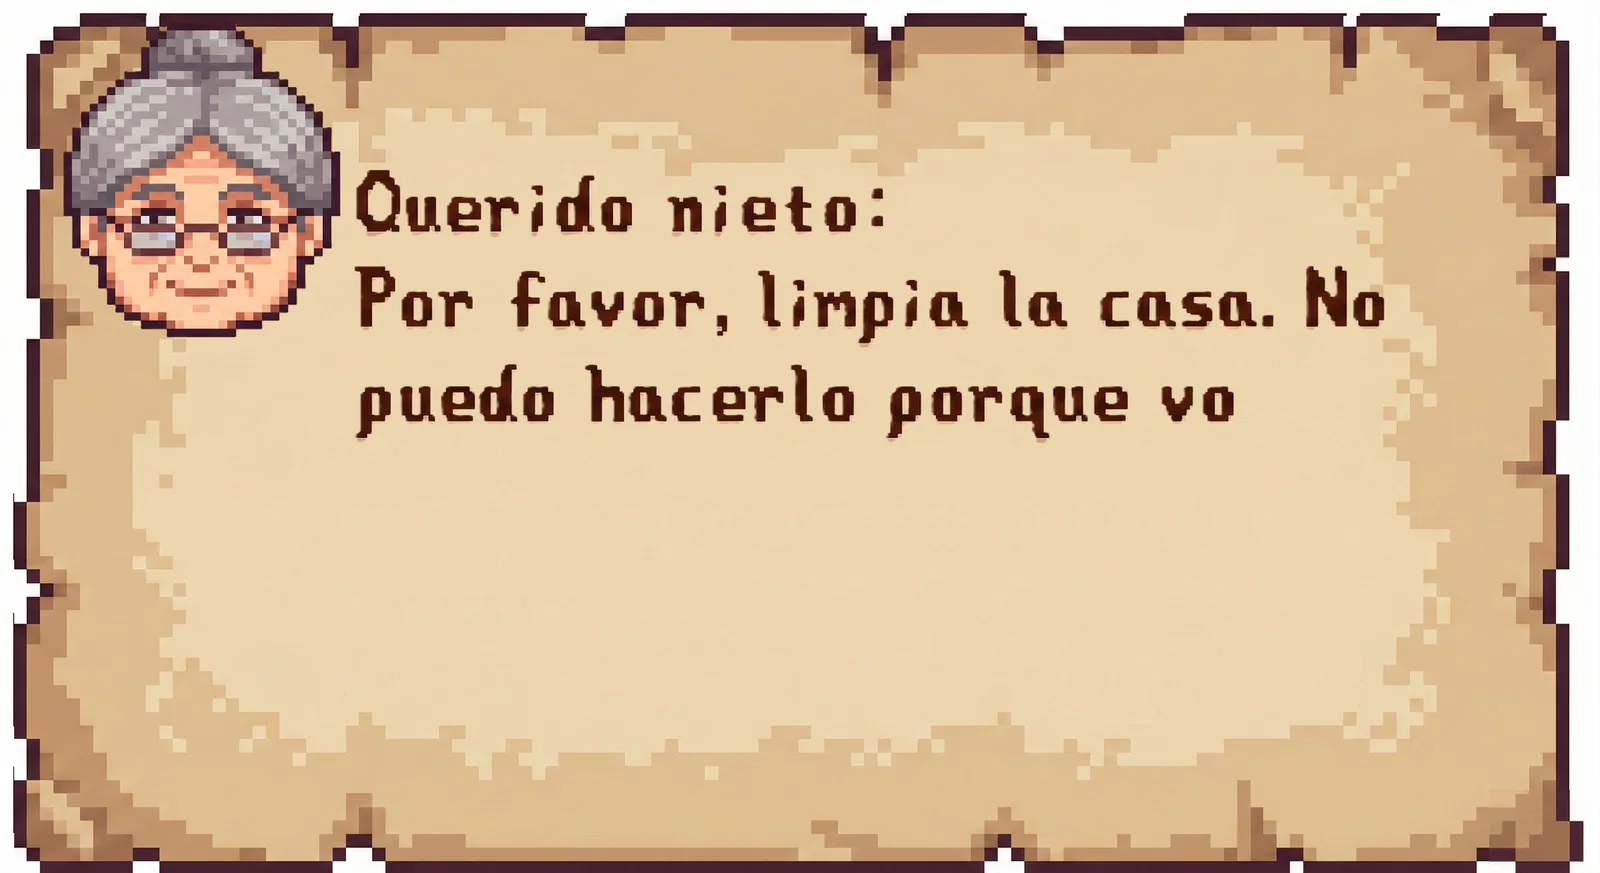 Querido nieto:
Por favor, limpia la casa. No
puedo hacerlo porque vo